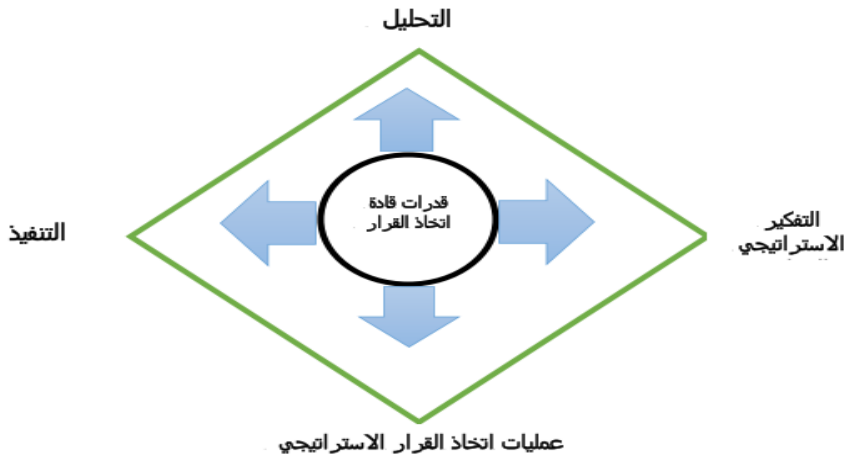 التحليل
قدرات قادة
اتخاذ القرار
التفكير
الاستراتيجي
التنفيذ
عمليات اتخاذ القرار الاستراتيجي